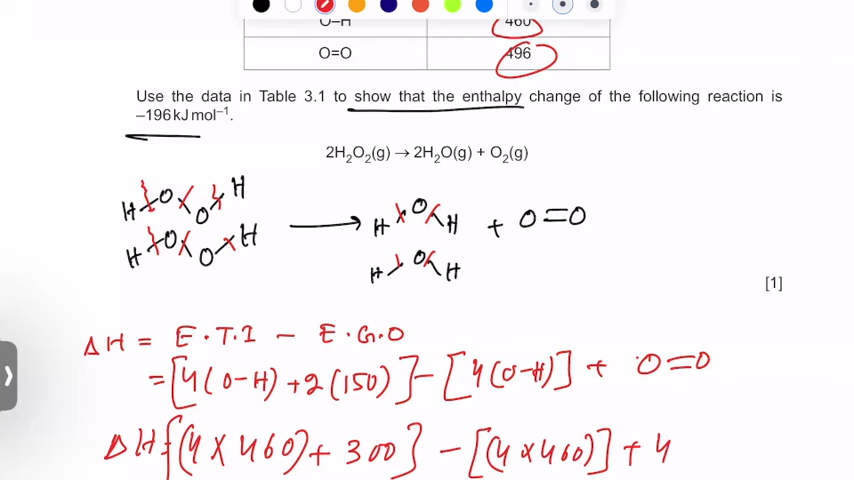 O–H 460
O=O 496
Use the data in Table 3.1 to show that the enthalpy change of the following reaction is
–196 kJ mol⁻¹.
2H₂O₂(g) → 2H₂O(g) + O₂(g)
H O O H H O H + O=O
H O O H H O H
[1]
ΔH = E.T.I – E.G.O
= [4(O–H) + 2(150)] – [4(O–H)] + O=O
ΔH = {(4 × 460) + 300} – [(4 × 460)] + 4